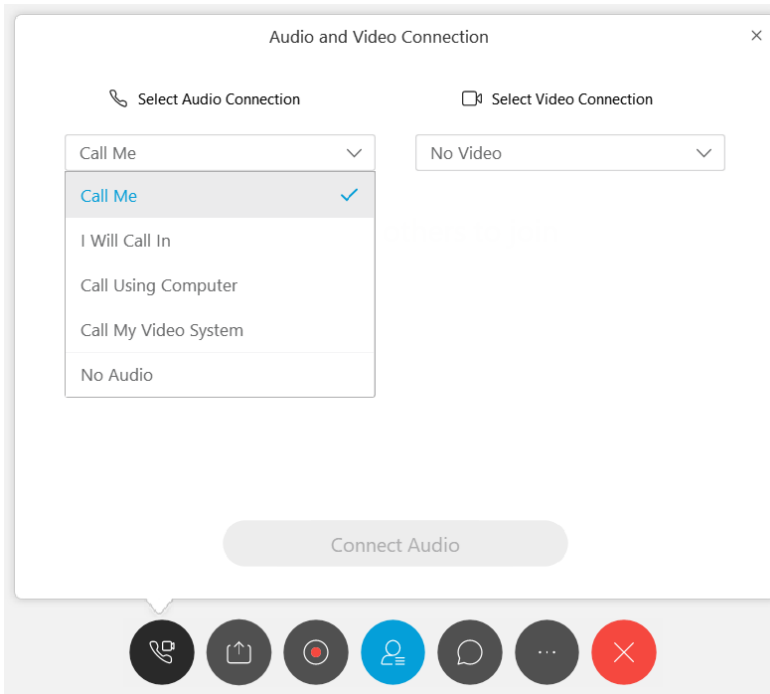 Audio and Video Connection
Select Audio Connection
Select Video Connection
Call Me
No Video
Call Me
I Will Call In
Call Using Computer
Call My Video System
No Audio
Connect Audio